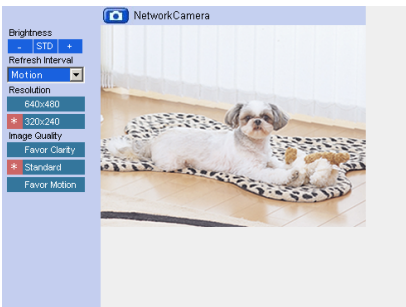 NetworkCamera
Brightness
- STD +
Refresh Interval
Motion
Resolution
640x480
* 320x240
Image Quality
Favor Clarity
* Standard
Favor Motion